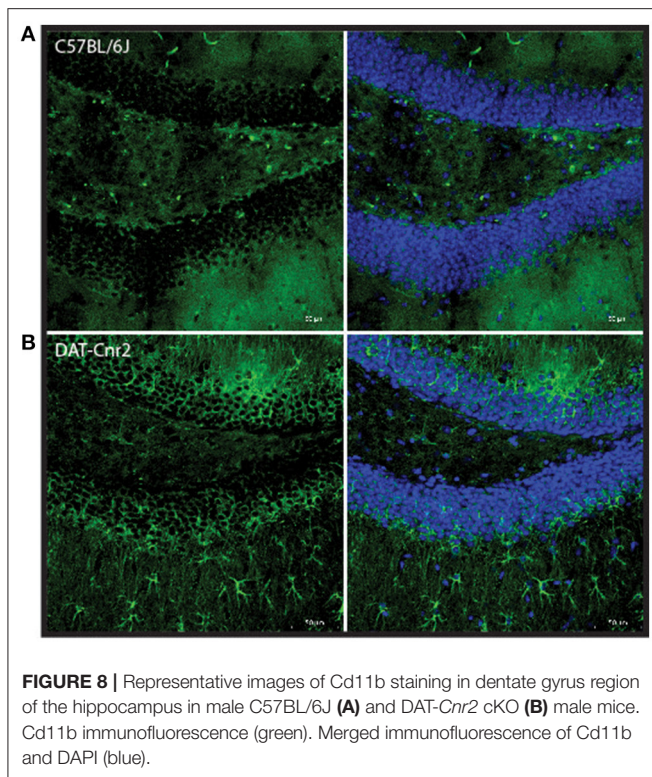 A
C57BL/6J
B
DAT-Cnr2
FIGURE 8 | Representative images of Cd11b staining in dentate gyrus region
of the hippocampus in male C57BL/6J (A) and DAT-Cnr2 cKO (B) male mice.
Cd11b immunofluorescence (green). Merged immunofluorescence of Cd11b
and DAPI (blue).